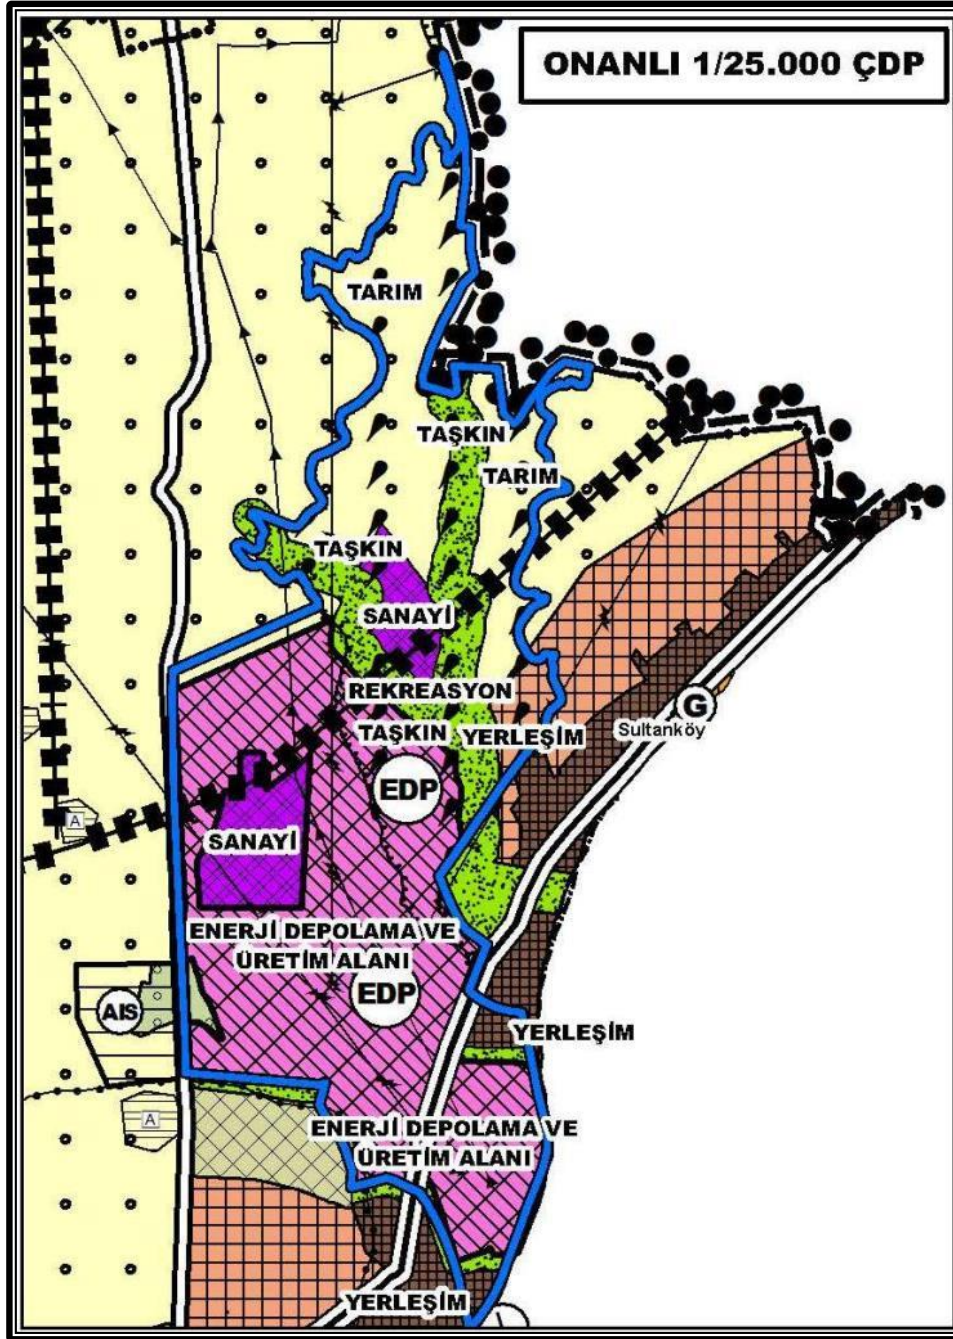 ONANLI 1/25.000 ÇDP
TARIM
TAŞKIN
TARIM
TAŞKIN
SANAYİ
REKREASYON
G
TAŞKIN
YERLEŞİM
Sultanköy
EDP
A
SANAYİ
ENERJİ DEPOLAMA VE
ÜRETİM ALANI
EDP
AIS
YERLEŞİM
A
ENERJİ DEPOLAMA VE
ÜRETİM ALANI
YERLEŞİM